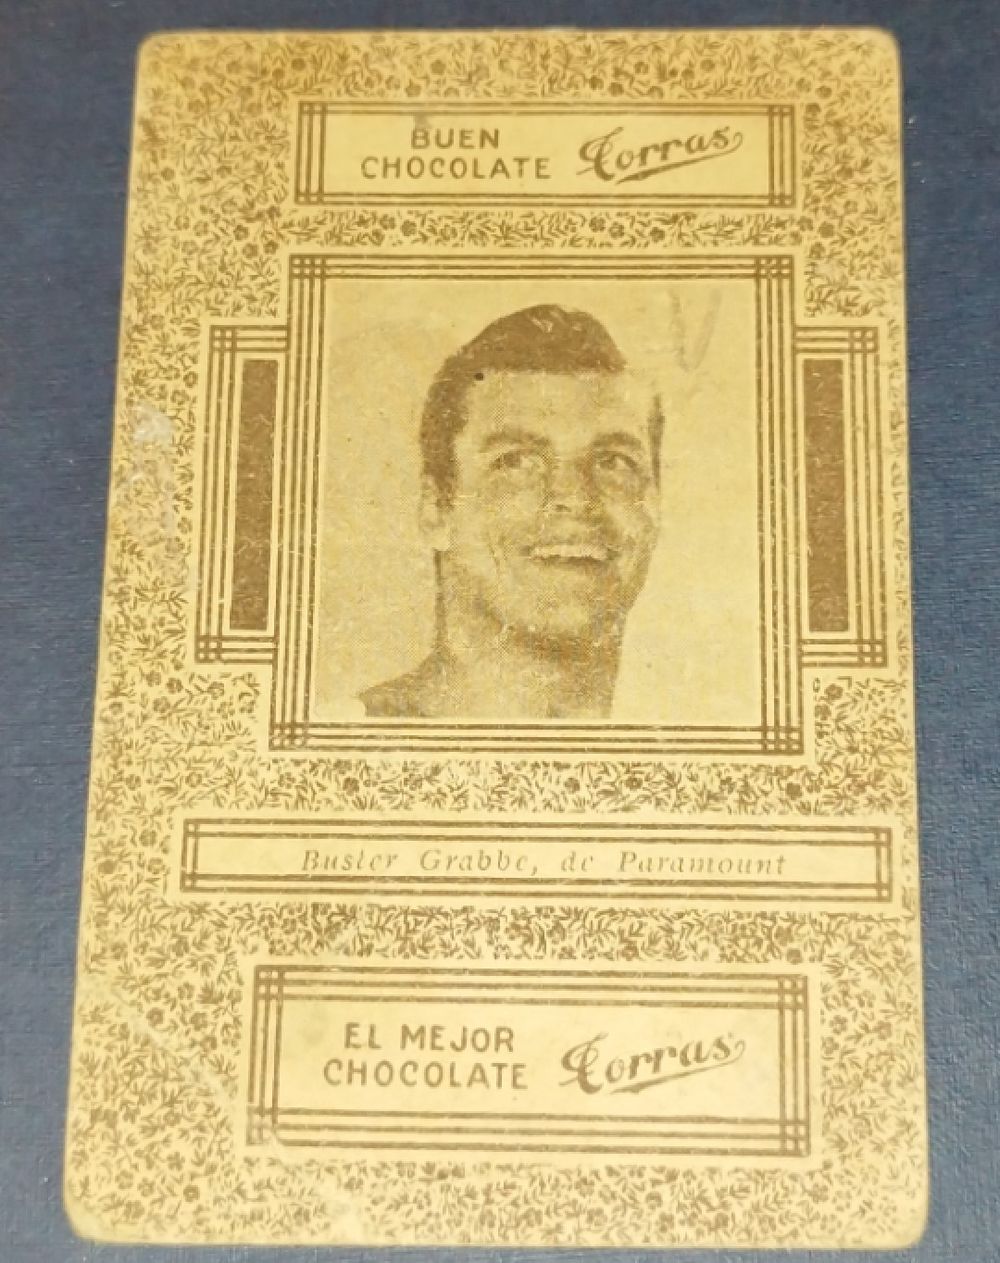 BUEN
CHOCOLATE Torras
Buster Grabbe, de Paramount
EL MEJOR
CHOCOLATE Torras